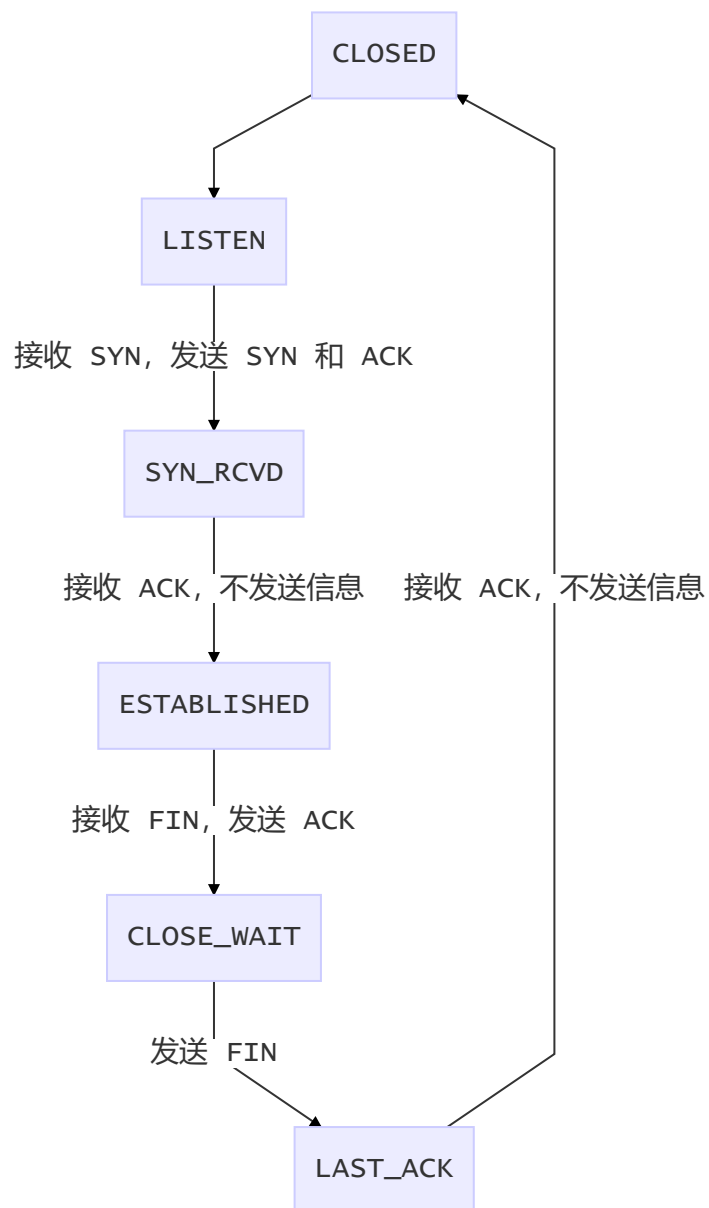 CLOSED
LISTEN
接收 SYN，发送 SYN 和 ACK
SYN_RCVD
接收 ACK，不发送信息
接收 ACK，不发送信息
ESTABLISHED
接收 FIN，发送 ACK
CLOSE_WAIT
发送 FIN
LAST_ACK